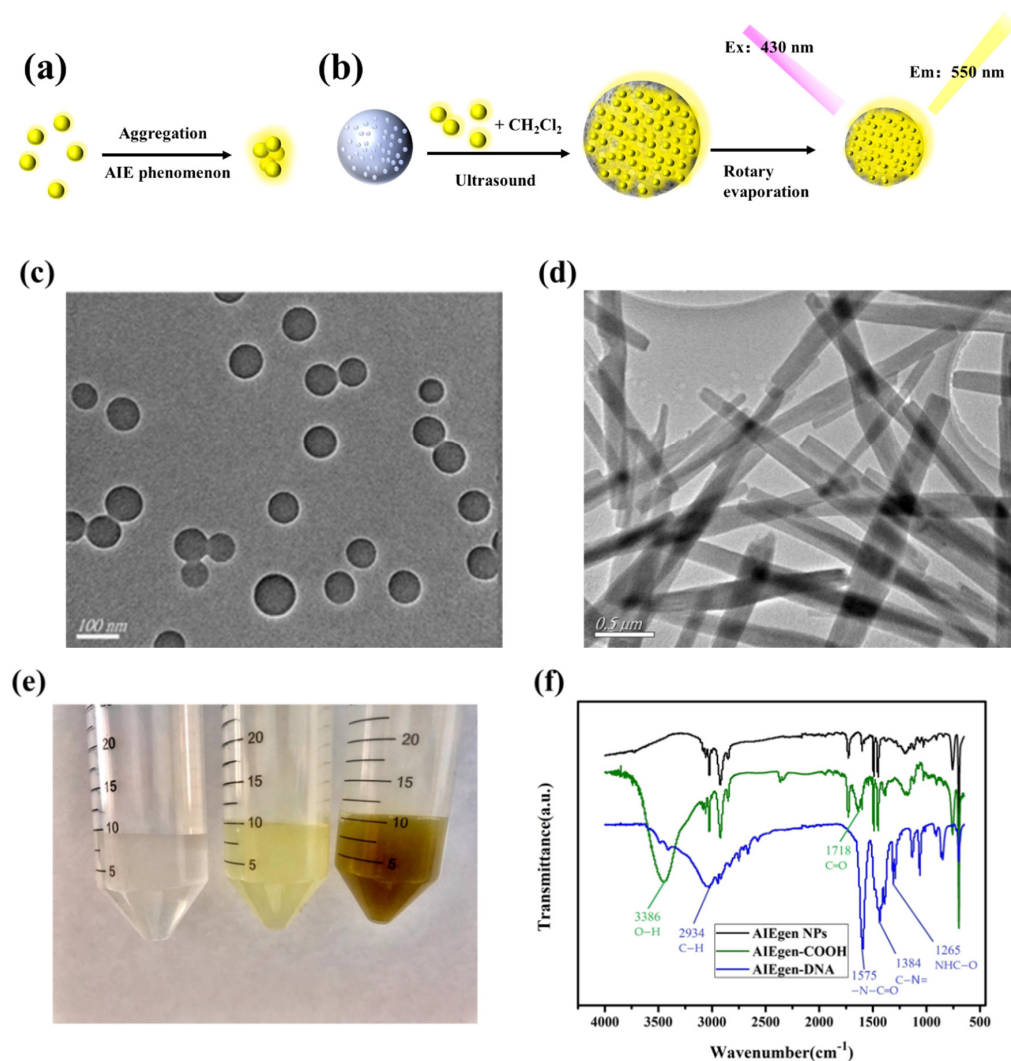 (a)
Aggregation
AIE phenomenon
(b)
+ CH₂Cl₂
Ultrasound
Rotary
evaporation
Ex： 430 nm
Em： 550 nm
(c)
100 nm
(d)
0.5 μm
(e)
20
15
10
5
20
15
10
5
20
15
10
5
(f)
Transmittance(a.u.)
3386
O−H
2934
C−H
1718
C=O
1575
−N−C=O
1384
C−N=
1265
NHC−O
AIEgen NPs
AIEgen-COOH
AIEgen-DNA
4000 3500 3000 2500 2000 1500 1000 500
Wavenumber(cm⁻¹)